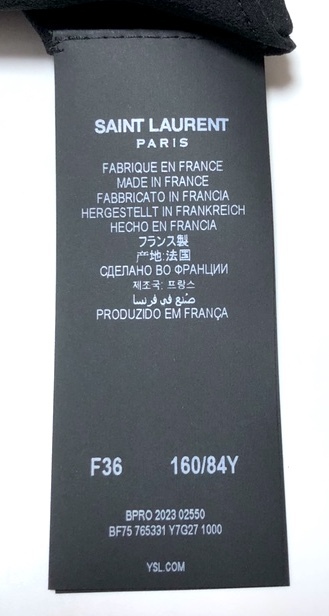 SAINT LAURENT
PARIS
FABRIQUE EN FRANCE
MADE IN FRANCE
FABBRICATO IN FRANCIA
HERGESTELLT IN FRANKREICH
HECHO EN FRANCIA
フランス製
产地:法国
СДЕЛАНО ВО ФРАНЦИИ
제조국: 프랑스
صُنع في فرنسا
PRODUZIDO EM FRANÇA
F36 160/84Y
BPRO 2023 02550
BF75 765331 Y7G27 1000
YSL.COM